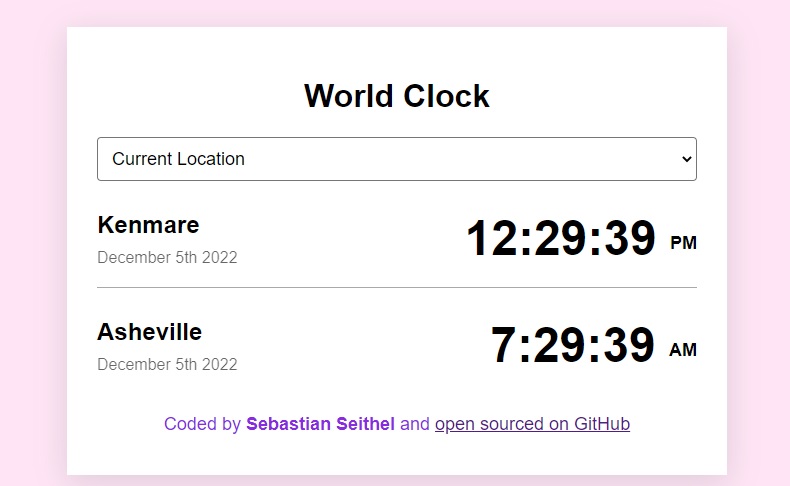 World Clock
Current Location
Kenmare
12:29:39 PM
December 5th 2022
Asheville
7:29:39 AM
December 5th 2022
Coded by Sebastian Seithel and open sourced on GitHub